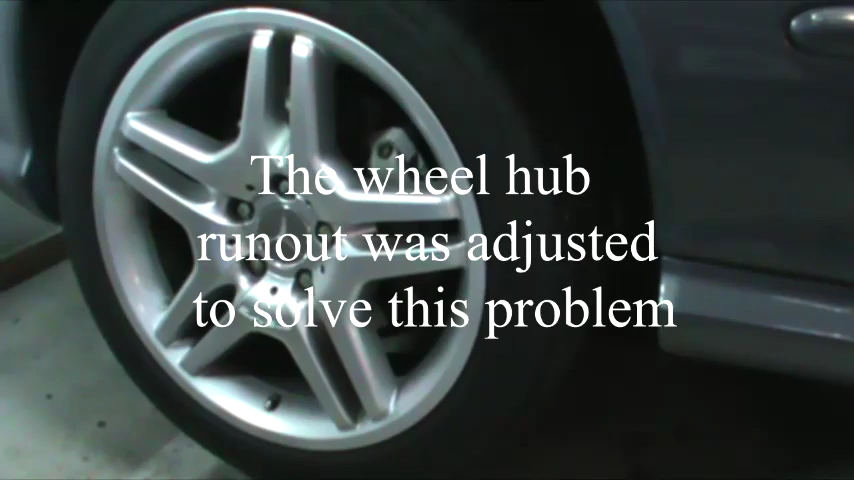 The wheel hub
runout was adjusted
to solve this problem